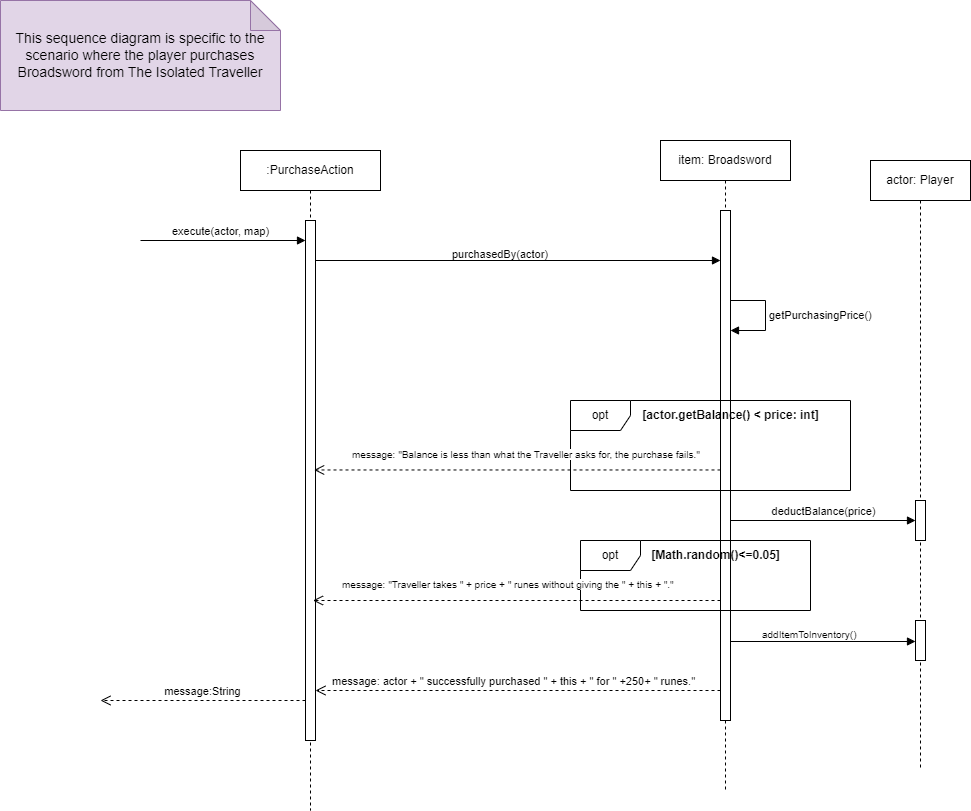 This sequence diagram is specific to the
scenario where the player purchases
Broadsword from The Isolated Traveller
:PurchaseAction
item: Broadsword
actor: Player
execute(actor, map)
purchasedBy(actor)
getPurchasingPrice()
opt
[actor.getBalance() < price: int]
message: "Balance is less than what the Traveller asks for, the purchase fails."
deductBalance(price)
opt
[Math.random()<=0.05]
message: "Traveller takes " + price + " runes without giving the " + this + "."
addItemToInventory()
message: actor + " successfully purchased " + this + " for " +250+ " runes."
message:String